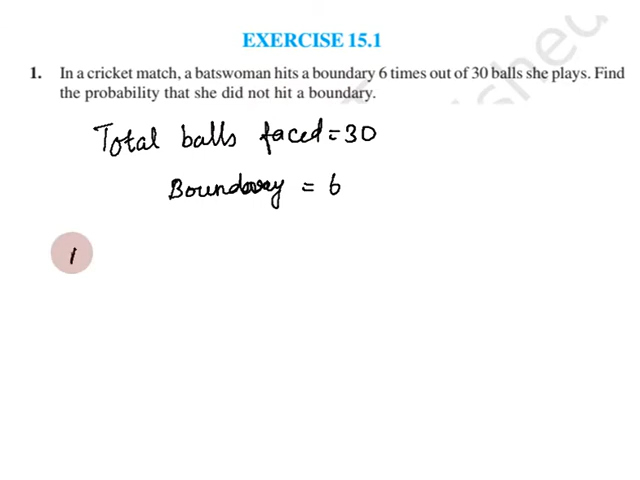 EXERCISE 15.1
1. In a cricket match, a batswoman hits a boundary 6 times out of 30 balls she plays. Find
the probability that she did not hit a boundary.
Total balls faced = 30
Boundary = 6